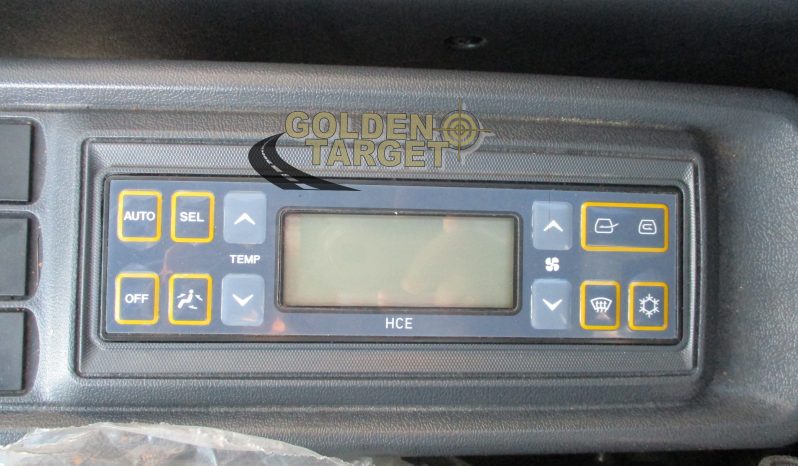 GOLDEN
TARGET
AUTO SEL
TEMP
OFF
HCE